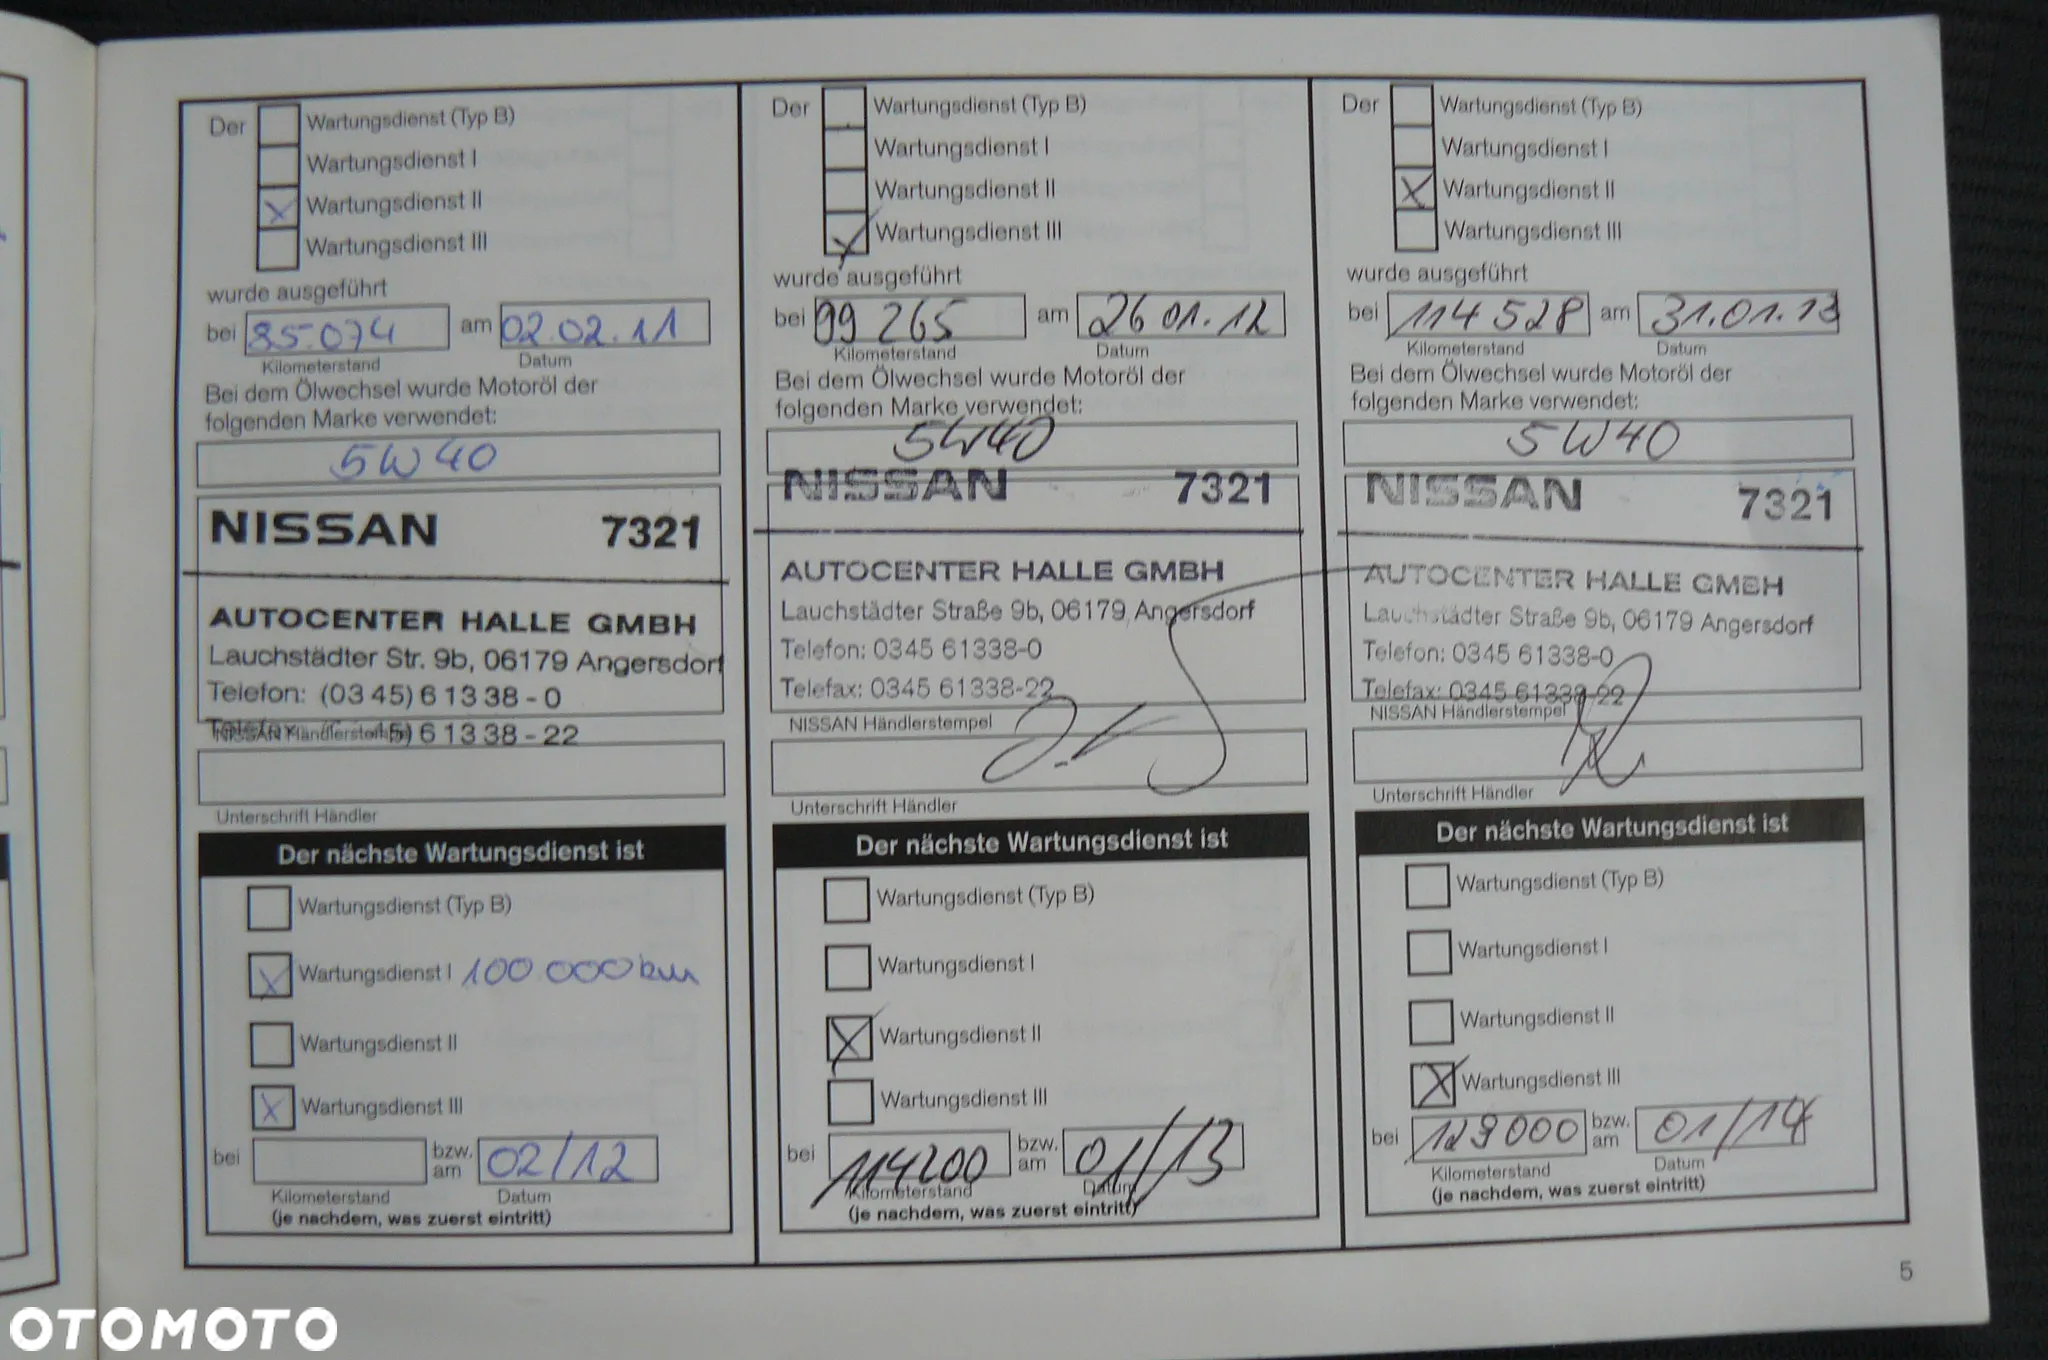 Der Wartungsdienst (Typ B)
Wartungsdienst I
X Wartungsdienst II
Wartungsdienst III
wurde ausgeführt
bei 85.074 am 02.02.11
Kilometerstand Datum
Bei dem Ölwechsel wurde Motoröl der
folgenden Marke verwendet:
5W40
NISSAN 7321
AUTOCENTER HALLE GMBH
Lauchstädter Str. 9b, 06179 Angersdorf
Telefon: (03 45) 6 13 38 - 0
Telefax 45) 6 13 38 - 22
NISSAN Händlerstempel
Unterschrift Händler
Der nächste Wartungsdienst ist
Wartungsdienst (Typ B)
X Wartungsdienst I 100 000 km
Wartungsdienst II
X Wartungsdienst III
bei bzw. am 02/12
Kilometerstand Datum
(je nachdem, was zuerst eintritt)
Der Wartungsdienst (Typ B)
Wartungsdienst I
Wartungsdienst II
X Wartungsdienst III
wurde ausgeführt
bei 99 265 am 26 01.12
Kilometerstand Datum
Bei dem Ölwechsel wurde Motoröl der
folgenden Marke verwendet:
5W40
NISSAN 7321
AUTOCENTER HALLE GMBH
Lauchstädter Straße 9b, 06179 Angersdorf
Telefon: 0345 61338-0
Telefax: 0345 61338-22
NISSAN Händlerstempel
Unterschrift Händler
Der nächste Wartungsdienst ist
Wartungsdienst (Typ B)
Wartungsdienst I
X Wartungsdienst II
Wartungsdienst III
bei 114200 bzw. am 01/13
Kilometerstand Datum
(je nachdem, was zuerst eintritt)
Der Wartungsdienst (Typ B)
Wartungsdienst I
X Wartungsdienst II
Wartungsdienst III
wurde ausgeführt
bei 114 528 am 31.01.13
Kilometerstand Datum
Bei dem Ölwechsel wurde Motoröl der
folgenden Marke verwendet:
5W40
NISSAN 7321
AUTOCENTER HALLE GMBH
Lauchstädter Straße 9b, 06179 Angersdorf
Telefon: 0345 61338-0
Telefax: 0345 61338-22
NISSAN Händlerstempel
Unterschrift Händler
Der nächste Wartungsdienst ist
Wartungsdienst (Typ B)
Wartungsdienst I
Wartungsdienst II
X Wartungsdienst III
bei 129000 bzw. am 01/14
Kilometerstand Datum
(je nachdem, was zuerst eintritt)
5
OTOMOTO